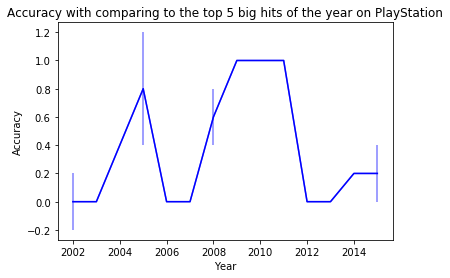 Accuracy with comparing to the top 5 big hits of the year on PlayStation
1.2
1.0
0.8
0.6
0.4
0.2
0.0
−0.2
Accuracy
2002 2004 2006 2008 2010 2012 2014
Year